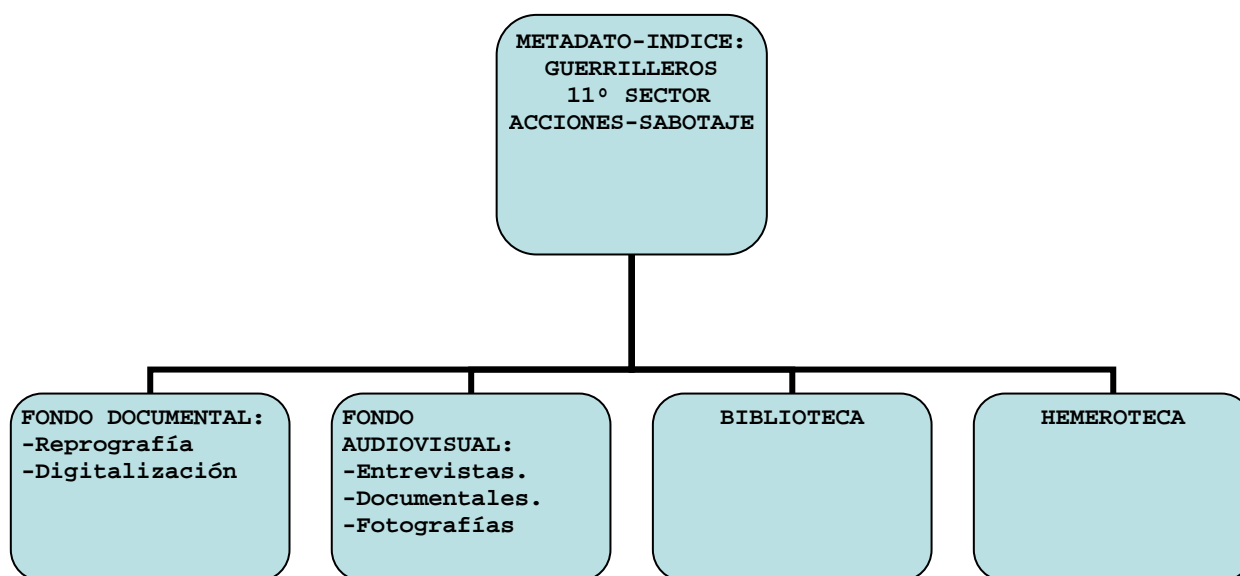 METADATO-INDICE:
GUERRILLEROS
11º SECTOR
ACCIONES-SABOTAJE
FONDO DOCUMENTAL:
-Reprografía
-Digitalización
FONDO
AUDIOVISUAL:
-Entrevistas.
-Documentales.
-Fotografías
BIBLIOTECA
HEMEROTECA